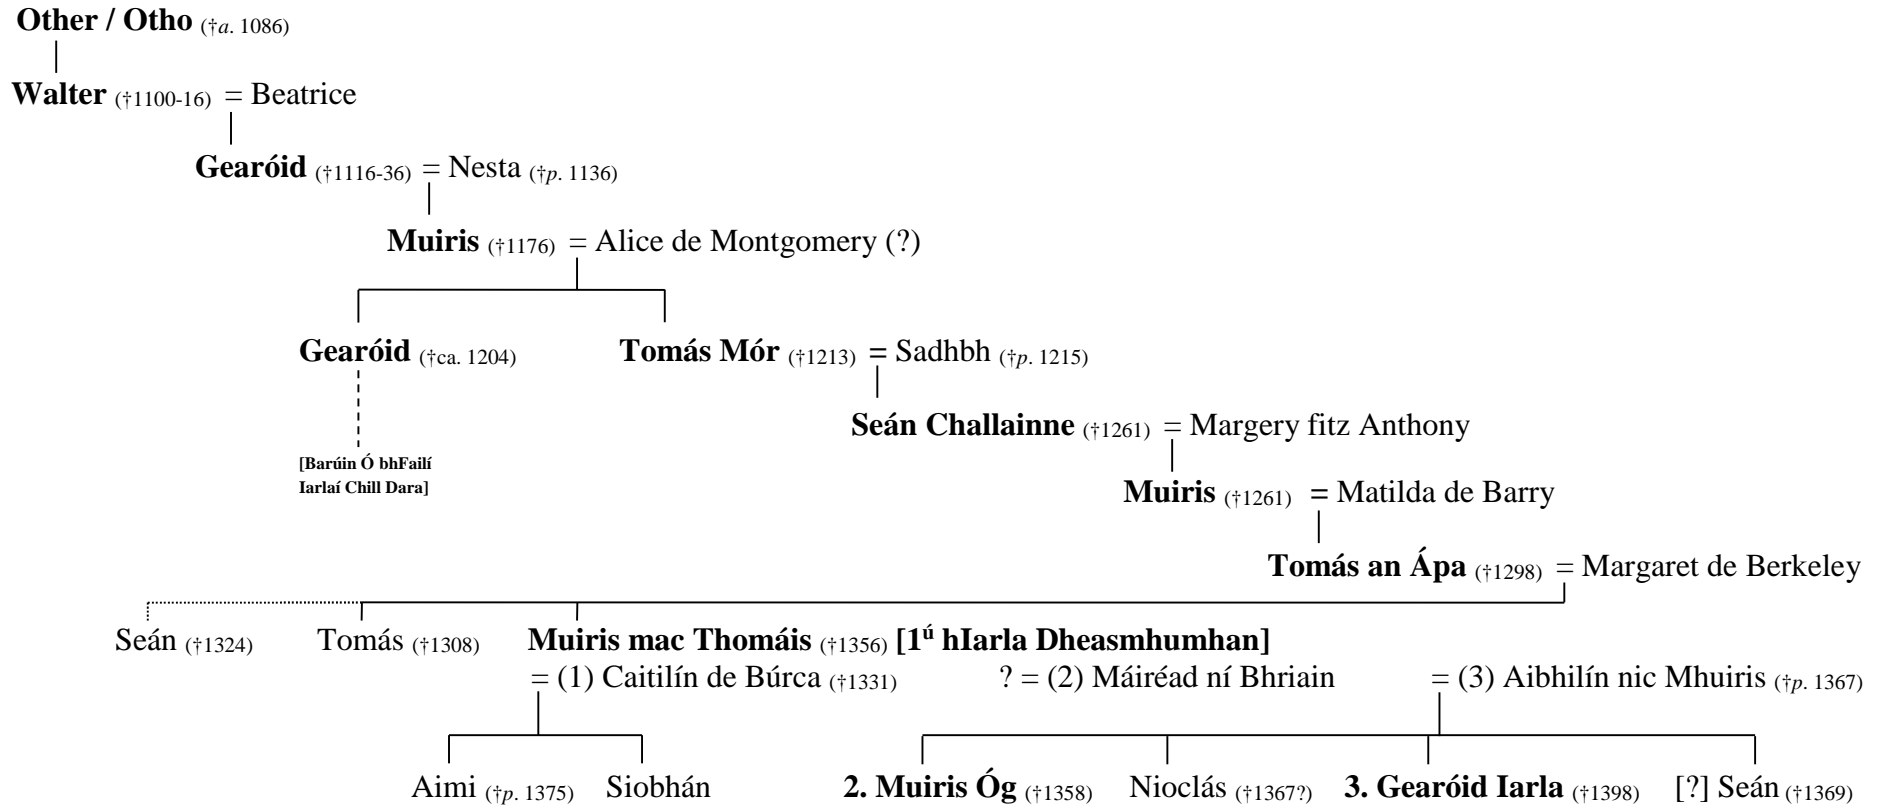 Other / Otho (†a. 1086)
Walter (†1100-16) = Beatrice
Gearóid (†1116-36) = Nesta (†p. 1136)
Muiris (†1176) = Alice de Montgomery (?)
Gearóid (†ca. 1204) Tomás Mór (†1213) = Sadhbh (†p. 1215)
Seán Challainne (†1261) = Margery fitz Anthony
[Barúin Ó bhFailí
Iarlaí Chill Dara]
Muiris (†1261) = Matilda de Barry
Tomás an Ápa (†1298) = Margaret de Berkeley
Seán (†1324) Tomás (†1308) Muiris mac Thomáis (†1356) [1ú hIarla Dheasmhumhan]
= (1) Caitilín de Búrca (†1331) ? = (2) Máiréad ní Bhriain = (3) Aibhilín nic Mhuiris (†p. 1367)
Aimi (†p. 1375) Siobhán 2. Muiris Óg (†1358) Nioclás (†1367?) 3. Gearóid Iarla (†1398) [?] Seán (†1369)